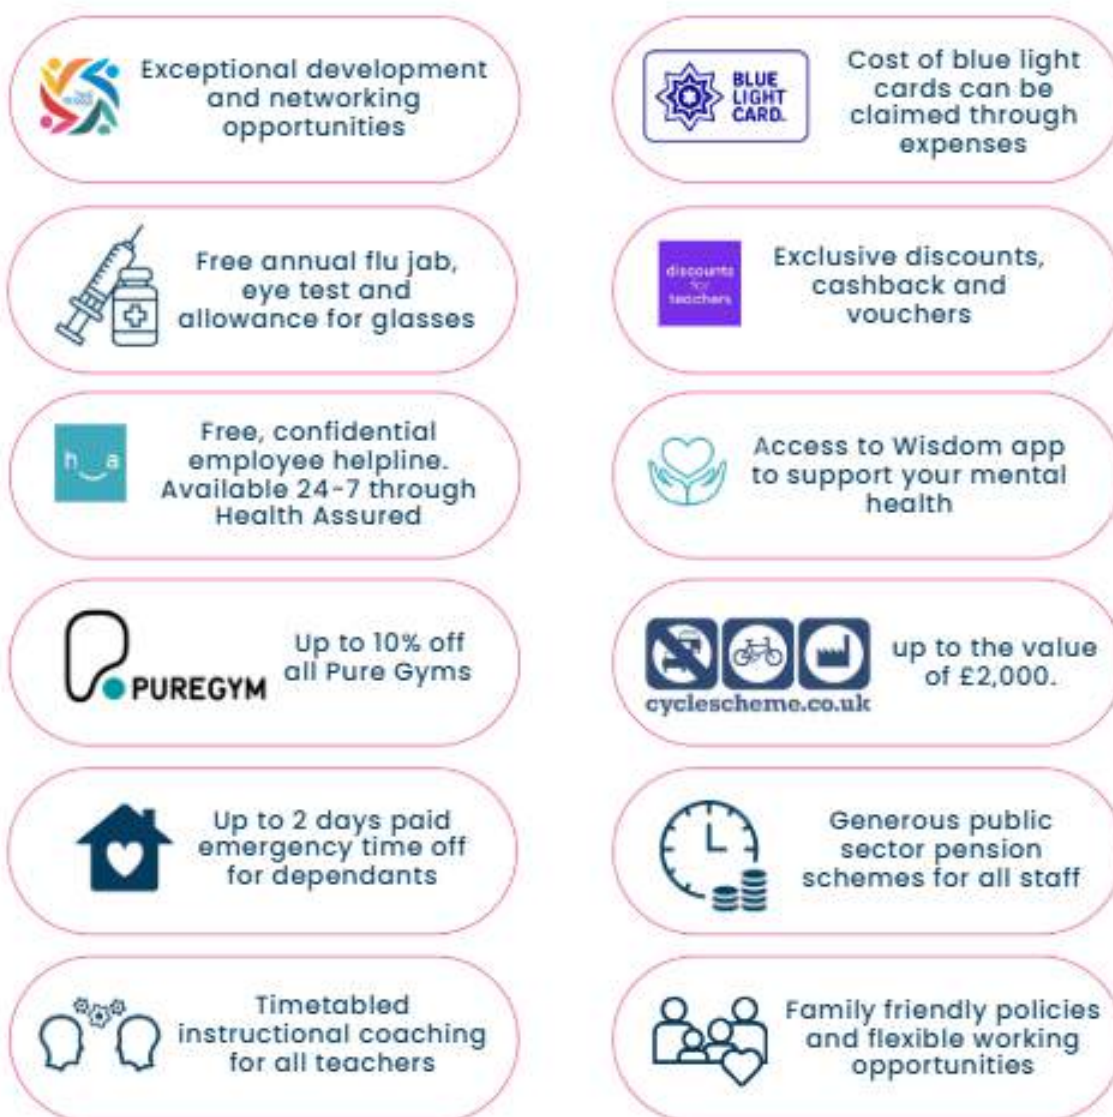 Exceptional development
and networking
opportunities
BLUE
LIGHT
CARD.
Cost of blue light
cards can be
claimed through
expenses
Free annual flu jab,
eye test and
allowance for glasses
discounts
for
teachers
Exclusive discounts,
cashback and
vouchers
h a
Free, confidential
employee helpline.
Available 24-7 through
Health Assured
Access to Wisdom app
to support your mental
health
PUREGYM
Up to 10% off
all Pure Gyms
cyclescheme.co.uk
up to the value
of £2,000.
Up to 2 days paid
emergency time off
for dependants
Generous public
sector pension
schemes for all staff
Timetabled
instructional coaching
for all teachers
Family friendly policies
and flexible working
opportunities